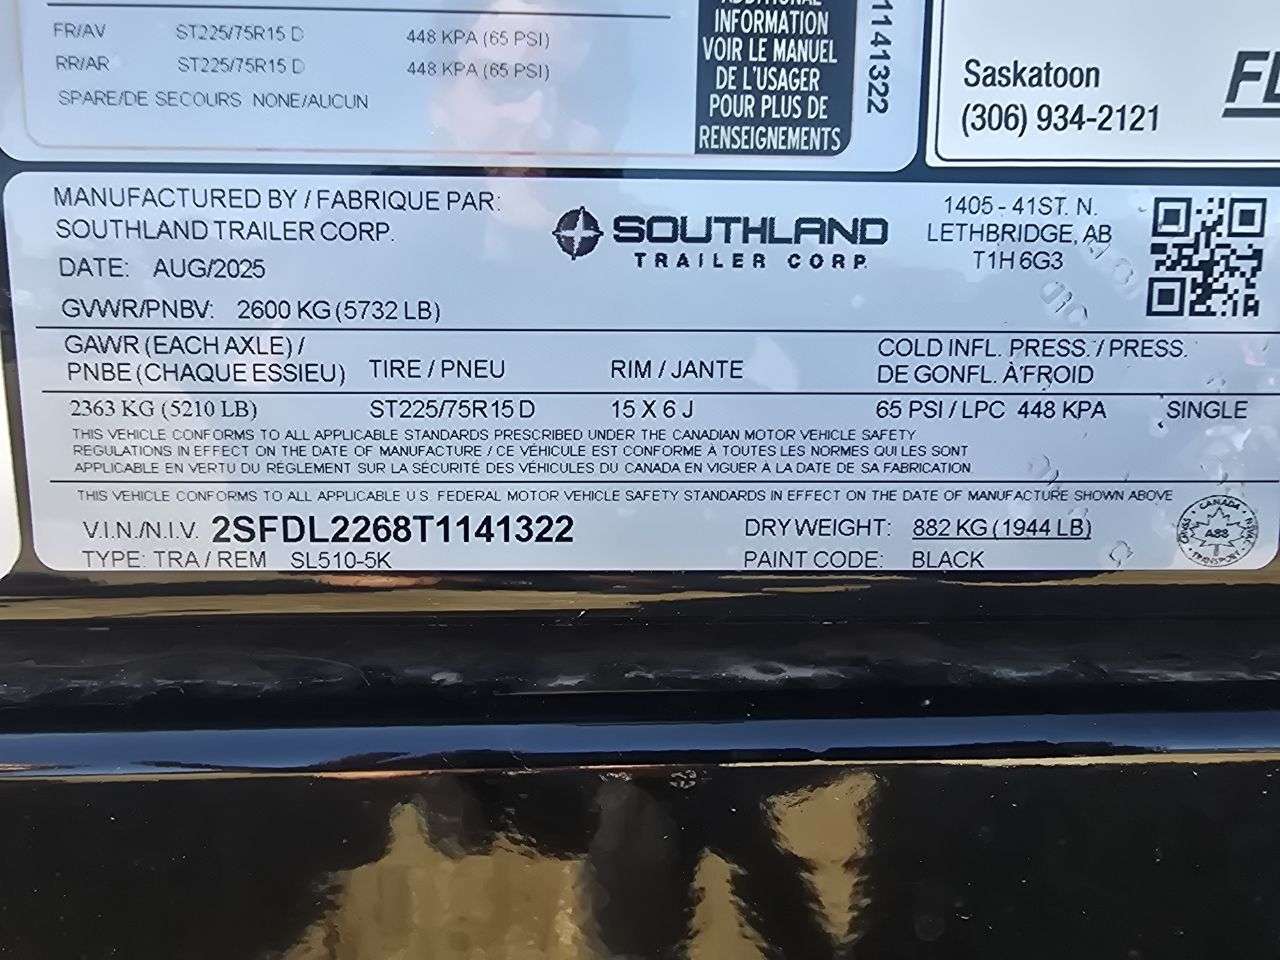 FR/AV ST225/75R15 D 448 KPA (65 PSI)
RR/AR ST225/75R15 D 448 KPA (65 PSI)
SPARE/DE SECOURS NONE/AUCUN
ADDITIONAL
INFORMATION
VOIR LE MANUEL
DE L'USAGER
POUR PLUS DE
RENSEIGNEMENTS
1141322
Saskatoon
(306) 934-2121
MANUFACTURED BY / FABRIQUE PAR:
SOUTHLAND TRAILER CORP.
DATE: AUG/2025
GVWR/PNBV: 2600 KG (5732 LB)
SOUTHLAND
TRAILER CORP.
1405 - 41ST. N.
LETHBRIDGE, AB
T1H 6G3
GAWR (EACH AXLE) /
PNBE (CHAQUE ESSIEU) TIRE / PNEU RIM / JANTE COLD INFL. PRESS. / PRESS.
DE GONFL. À FROID
2363 KG (5210 LB) ST225/75R15 D 15 X 6 J 65 PSI / LPC 448 KPA SINGLE
THIS VEHICLE CONFORMS TO ALL APPLICABLE STANDARDS PRESCRIBED UNDER THE CANADIAN MOTOR VEHICLE SAFETY
REGULATIONS IN EFFECT ON THE DATE OF MANUFACTURE / CE VÉHICULE EST CONFORME À TOUTES LES NORMES QUI LES SONT
APPLICABLE EN VERTU DU RÈGLEMENT SUR LA SÉCURITÉ DES VÉHICULES DU CANADA EN VIGUER À LA DATE DE SA FABRICATION
THIS VEHICLE CONFORMS TO ALL APPLICABLE U.S. FEDERAL MOTOR VEHICLE SAFETY STANDARDS IN EFFECT ON THE DATE OF MANUFACTURE SHOWN ABOVE
V.I.N./N.I.V. 2SFDL2268T1141322 DRY WEIGHT: 882 KG (1944 LB)
TYPE: TRA / REM SL510-5K PAINT CODE: BLACK
CANADA
TRANSPORT